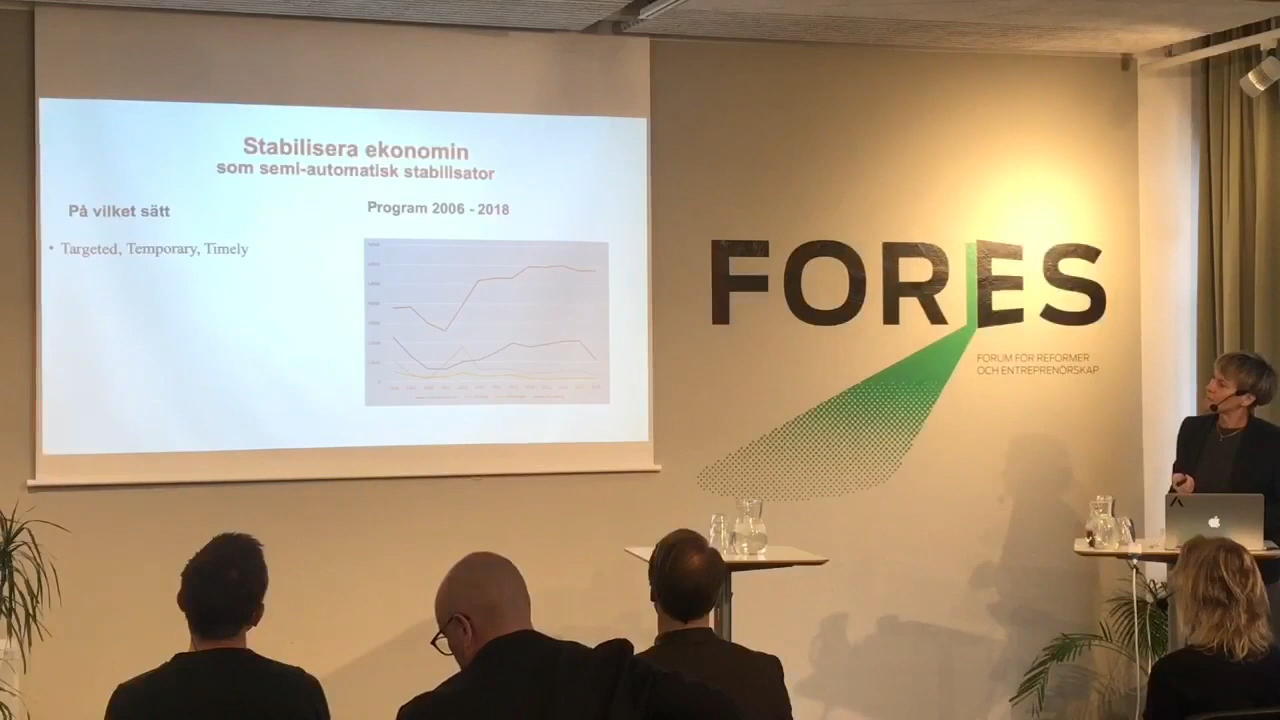 Stabilisera ekonomin
som semi-automatisk stabilisator
På vilket sätt
Program 2006 - 2018
• Targeted, Temporary, Timely
FORES
FORUM FÖR REFORMER
OCH ENTREPRENÖRSKAP